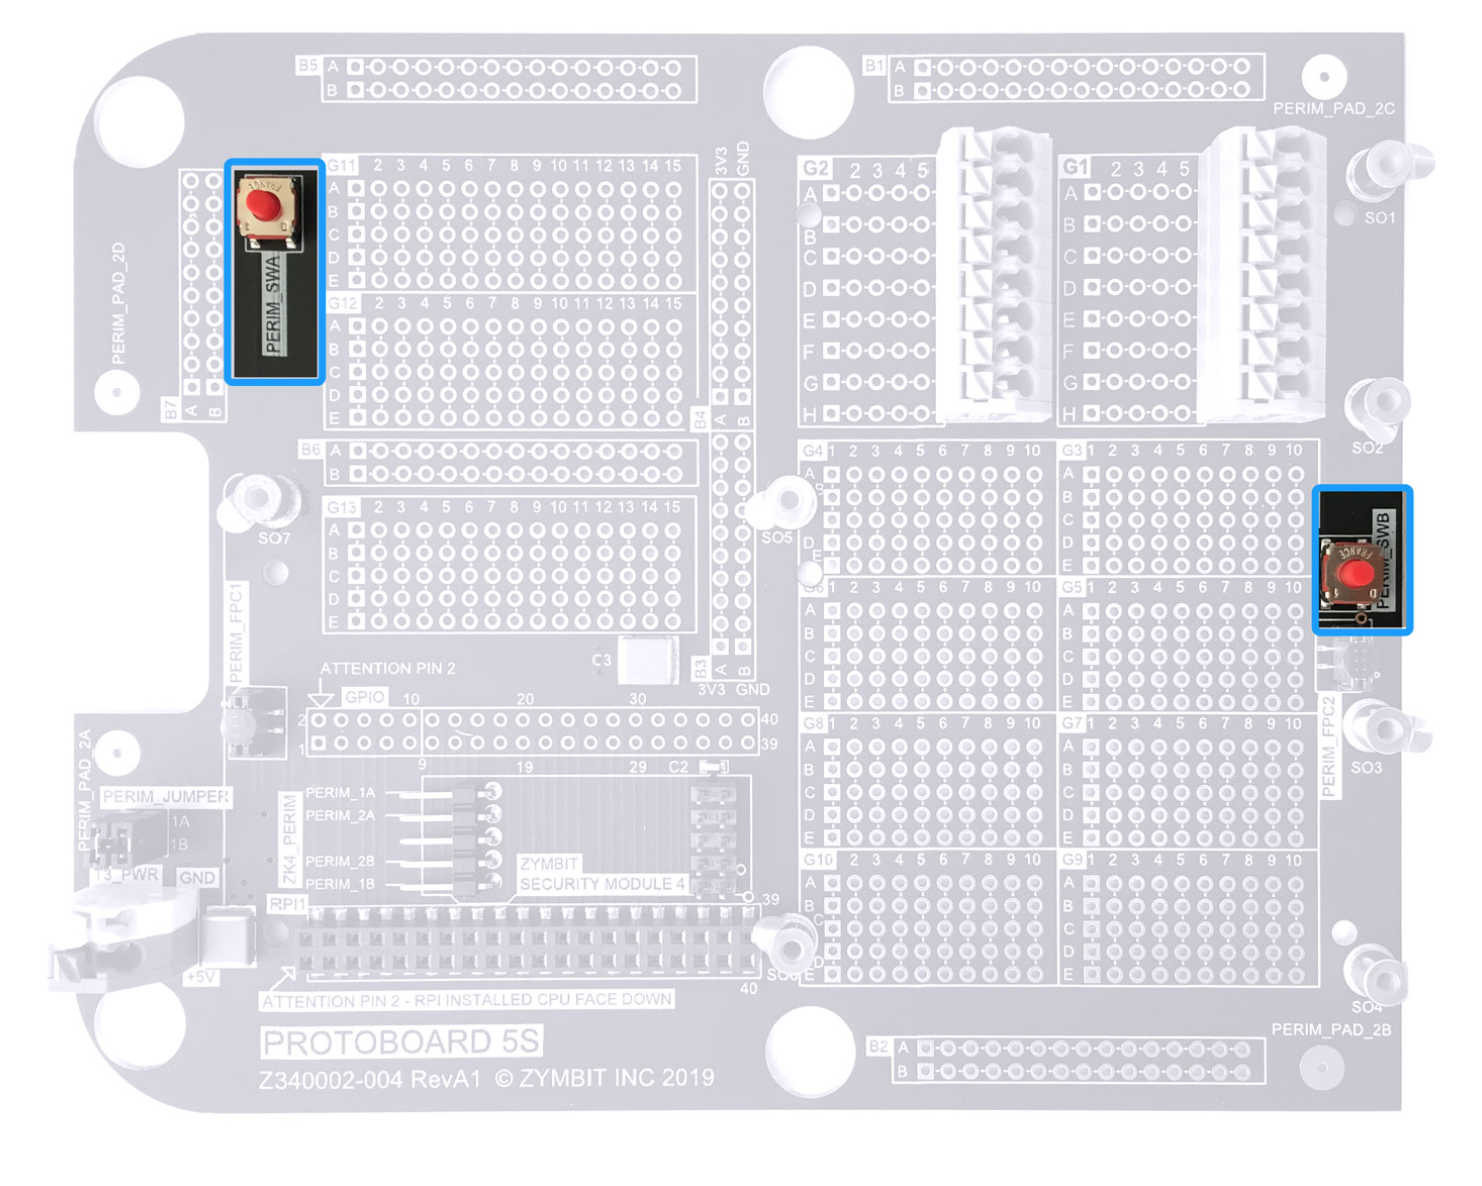 B5 A
B
B1 A
B
PERIM_PAD_2C
G11 2 3 4 5 6 7 8 9 10 11 12 13 14 15
A
B
C
D
E
G12 2 3 4 5 6 7 8 9 10 11 12 13 14 15
A
B
C
D
E
3V3 GND
B4 A B
G2 2 3 4 5
A
B
C
D
E
F
G
H
G1 2 3 4 5
A
B
C
D
E
F
G
H
SO1
SO2
PERIM_PAD_2D
B7 A B
PERIM_SWA
B6 A
B
G13 2 3 4 5 6 7 8 9 10 11 12 13 14 15
A
B
C
D
E
SO7
SO5
G4 1 2 3 4 5 6 7 8 9 10
A
B
C
D
E
G3 1 2 3 4 5 6 7 8 9 10
A
B
C
D
E
PERIM_SWB
FRANCE
G6 1 2 3 4 5 6 7 8 9 10
A
B
C
D
E
G5 1 2 3 4 5 6 7 8 9 10
A
B
C
D
E
PERIM_FPC1
C3
B3 A B
3V3 GND
ATTENTION PIN 2
GPIO 10 20 30
2 40
1 39
9 19 29
C2
PERIM_FPC2
SO3
G8 1 2 3 4 5 6 7 8 9 10
A
B
C
D
E
G7 1 2 3 4 5 6 7 8 9 10
A
B
C
D
E
PERIM_PAD_2A
PERIM_JUMPER
1A
1B
T3_PWR GND
+5V
ZK4_PERIM
PERIM_1A
PERIM_2A
PERIM_2B
PERIM_1B
ZYMBIT
SECURITY MODULE 4
RPI1
39
40
SO6
G10 1 2 3 4 5 6 7 8 9 10
A
B
C
D
E
G9 1 2 3 4 5 6 7 8 9 10
A
B
C
D
E
SO4
ATTENTION PIN 2 - RPI INSTALLED CPU FACE DOWN
PROTOBOARD 5S
Z340002-004 RevA1 © ZYMBIT INC 2019
B2 A
B
PERIM_PAD_2B